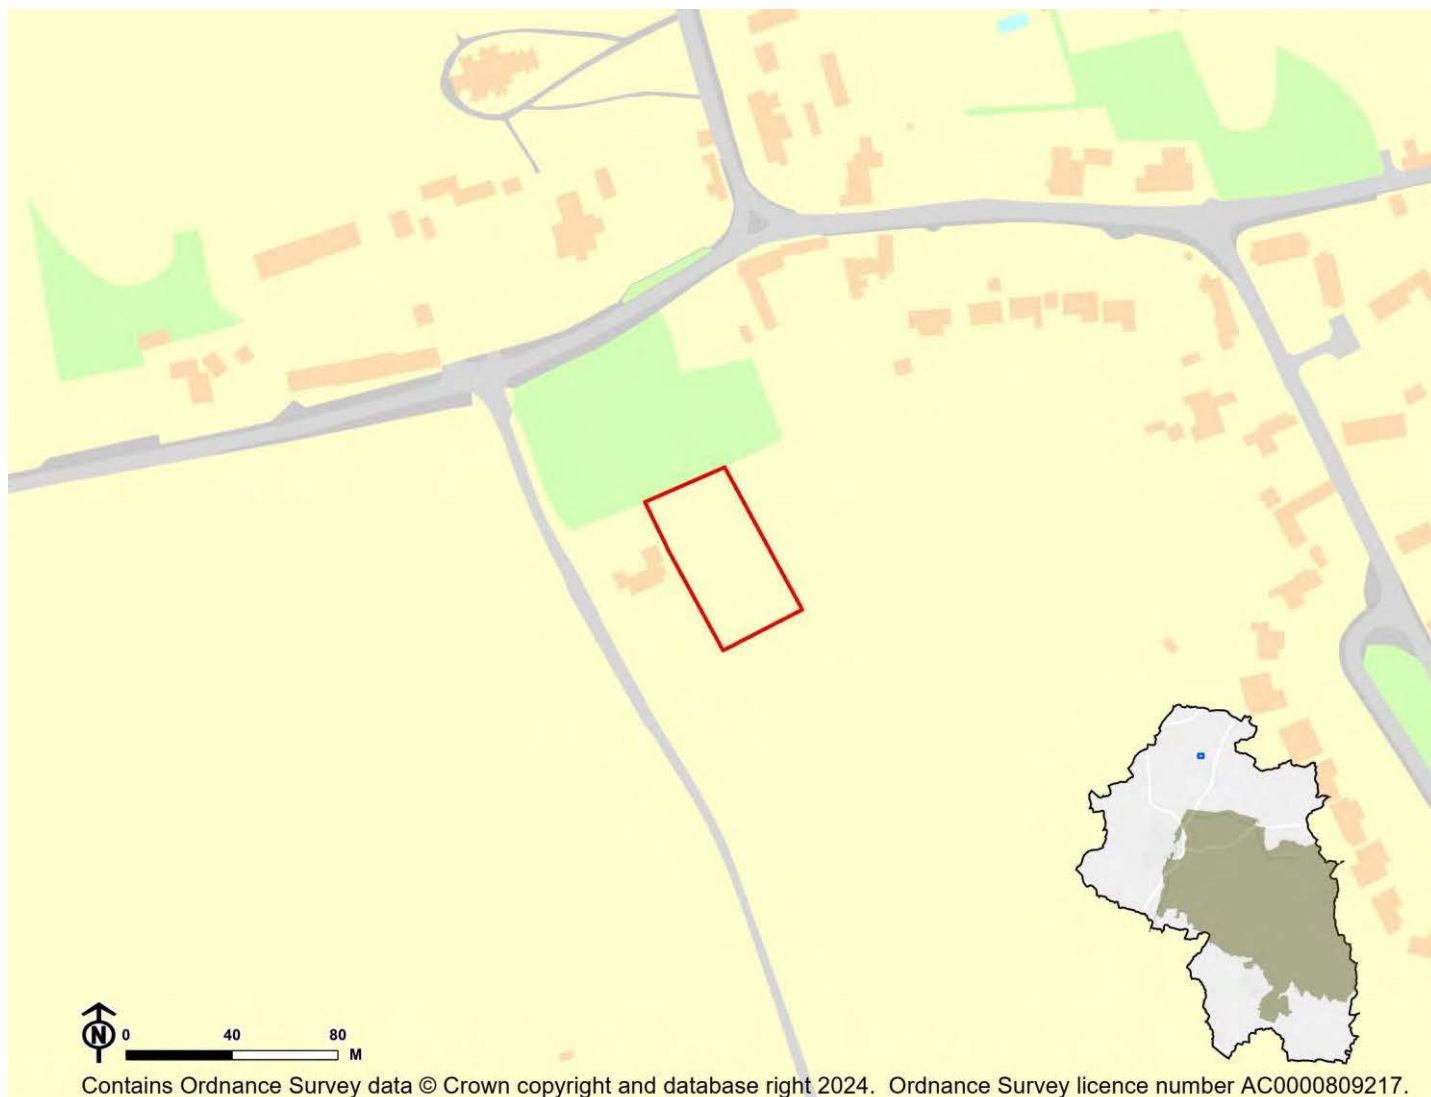 N
0 40 80
M
Contains Ordnance Survey data © Crown copyright and database right 2024. Ordnance Survey licence number AC0000809217.